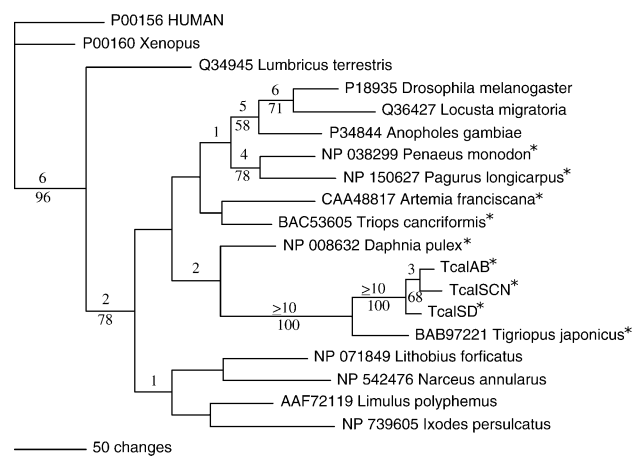 P00156 HUMAN
P00160 Xenopus
Q34945 Lumbricus terrestris
6
P18935 Drosophila melanogaster
5
71
Q36427 Locusta migratoria
1
58
P34844 Anopholes gambiae
4
NP 038299 Penaeus monodon*
6
78
NP 150627 Pagurus longicarpus*
96
CAA48817 Artemia franciscana*
BAC53605 Triops cancriformis*
NP 008632 Daphnia pulex*
2
3
TcalAB*
≥10
TcalSCN*
2
≥10
100
68
TcalSD*
78
100
BAB97221 Tigriopus japonicus*
NP 071849 Lithobius forficatus
1
NP 542476 Narceus annularus
AAF72119 Limulus polyphemus
NP 739605 Ixodes persulcatus
50 changes